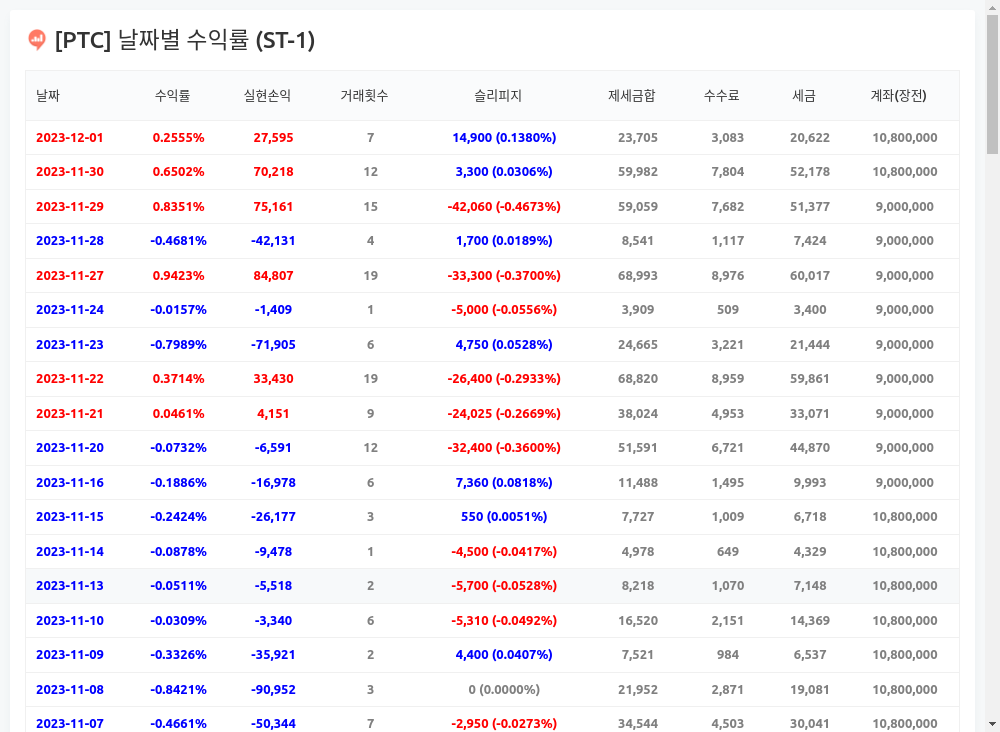 [PTC] 날짜별 수익률 (ST-1)
날짜 수익률 실현손익 거래횟수 슬리피지 제세금합 수수료 세금 계좌(장전)
2023-12-01 0.2555% 27,595 7 14,900 (0.1380%) 23,705 3,083 20,622 10,800,000
2023-11-30 0.6502% 70,218 12 3,300 (0.0306%) 59,982 7,804 52,178 10,800,000
2023-11-29 0.8351% 75,161 15 -42,060 (-0.4673%) 59,059 7,682 51,377 9,000,000
2023-11-28 -0.4681% -42,131 4 1,700 (0.0189%) 8,541 1,117 7,424 9,000,000
2023-11-27 0.9423% 84,807 19 -33,300 (-0.3700%) 68,993 8,976 60,017 9,000,000
2023-11-24 -0.0157% -1,409 1 -5,000 (-0.0556%) 3,909 509 3,400 9,000,000
2023-11-23 -0.7989% -71,905 6 4,750 (0.0528%) 24,665 3,221 21,444 9,000,000
2023-11-22 0.3714% 33,430 19 -26,400 (-0.2933%) 68,820 8,959 59,861 9,000,000
2023-11-21 0.0461% 4,151 9 -24,025 (-0.2669%) 38,024 4,953 33,071 9,000,000
2023-11-20 -0.0732% -6,591 12 -32,400 (-0.3600%) 51,591 6,721 44,870 9,000,000
2023-11-16 -0.1886% -16,978 6 7,360 (0.0818%) 11,488 1,495 9,993 9,000,000
2023-11-15 -0.2424% -26,177 3 550 (0.0051%) 7,727 1,009 6,718 10,800,000
2023-11-14 -0.0878% -9,478 1 -4,500 (-0.0417%) 4,978 649 4,329 10,800,000
2023-11-13 -0.0511% -5,518 2 -5,700 (-0.0528%) 8,218 1,070 7,148 10,800,000
2023-11-10 -0.0309% -3,340 6 -5,310 (-0.0492%) 16,520 2,151 14,369 10,800,000
2023-11-09 -0.3326% -35,921 2 4,400 (0.0407%) 7,521 984 6,537 10,800,000
2023-11-08 -0.8421% -90,952 3 0 (0.0000%) 21,952 2,871 19,081 10,800,000
2023-11-07 -0.4661% -50,344 7 -2,950 (-0.0273%) 34,544 4,503 30,041 10,800,000